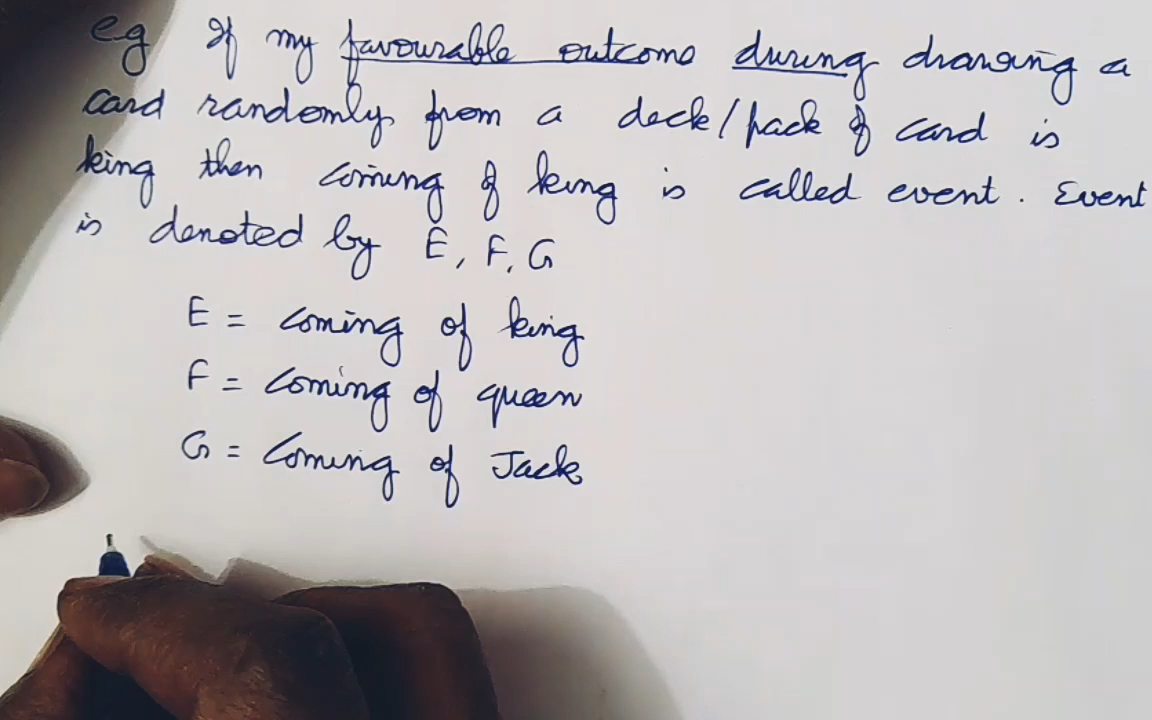 eg If my favourable outcome during drawing a
card randomly from a deck/pack of card is
king then coming of king is called event. Event
is denoted by E, F, G
E = coming of king
F = coming of queen
G = coming of Jack